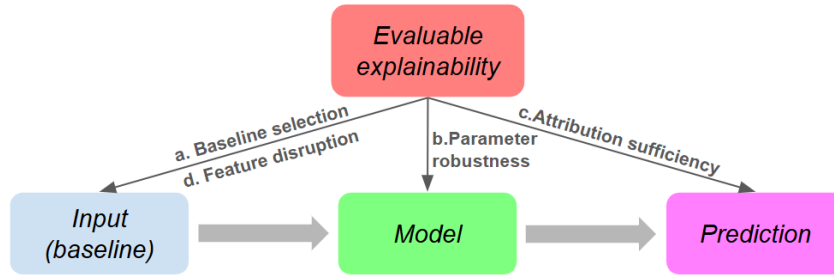 Evaluable
explainability
a. Baseline selection
d. Feature disruption
b.Parameter
robustness
c.Attribution sufficiency
Input
(baseline)
Model
Prediction